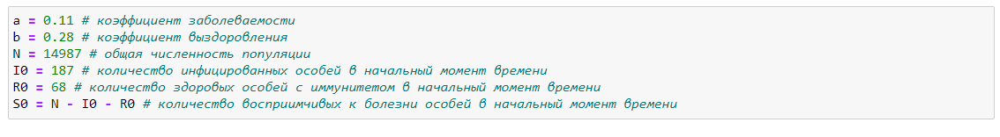 a = 0.11 # коэффициент заболеваемости
b = 0.28 # коэффициент выздоровления
N = 14987 # общая численность популяции
I0 = 187 # количество инфицированных особей в начальный момент времени
R0 = 68 # количество здоровых особей с иммунитетом в начальный момент времени
S0 = N - I0 - R0 # количество восприимчивых к болезни особей в начальный момент времени